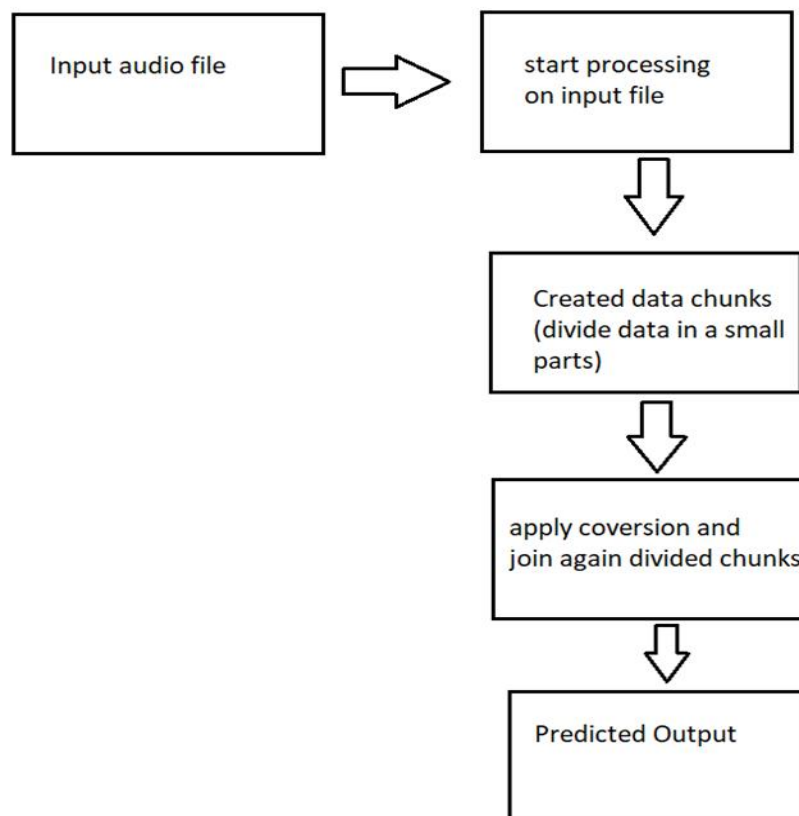 Input audio file
start processing
on input file
Created data chunks
(divide data in a small
parts)
apply coversion and
join again divided chunks
Predicted Output